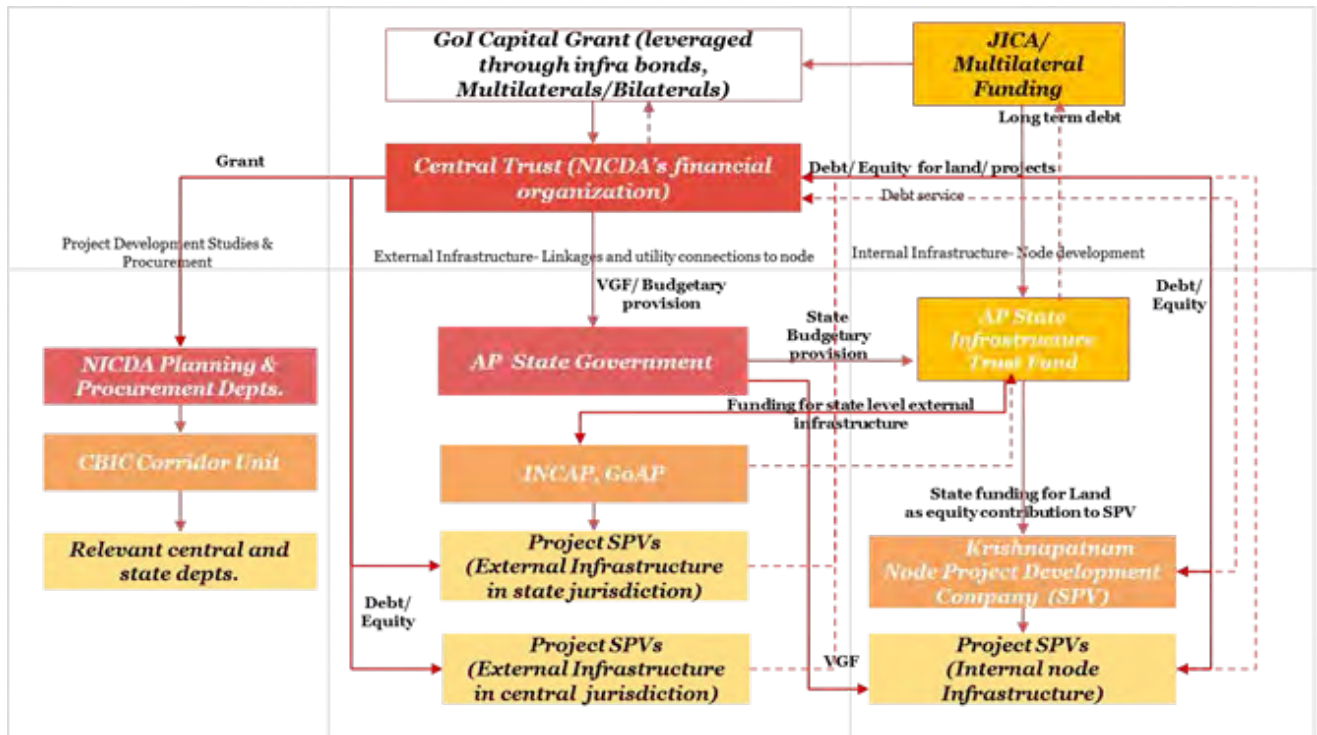 GoI Capital Grant (leveraged
through infra bonds,
Multilaterals/Bilaterals)
JICA/
Multilateral
Funding
Long term debt
Grant
Central Trust (NICDA's financial
organization)
Debt/ Equity for land/ projects
Debt service
Project Development Studies &
Procurement
External Infrastructure- Linkages and utility connections to node
Internal Infrastructure- Node development
VGF/ Budgetary
provision
Debt/
Equity
State
Budgetary
provision
AP State
Infrastructure
Trust Fund
NICDA Planning &
Procurement Depts.
AP State Government
Funding for state level external
infrastructure
CBIC Corridor Unit
INCAP, GoAP
State funding for Land
as equity contribution to SPV
Relevant central and
state depts.
Project SPVs
(External Infrastructure
in state jurisdiction)
Krishnapatnam
Node Project Development
Company (SPV)
Debt/
Equity
Project SPVs
(External Infrastructure
in central jurisdiction)
VGF
Project SPVs
(Internal node
Infrastructure)